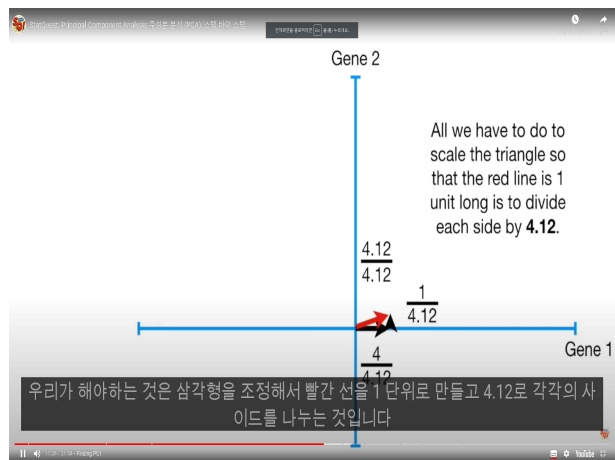 StatQuest: Principal Component Analysis 주성분 분석 (PCA), 스텝 바이 스텝
Gene 2
All we have to do to
scale the triangle so
that the red line is 1
unit long is to divide
each side by 4.12.
4.12
4.12
1
4.12
Gene 1
4
4.12
우리가 해야하는 것은 삼각형을 조정해서 빨간 선을 1 단위로 만들고 4.12로 각각의 사
이드를 나누는 것입니다
Finding PC1
YouTube